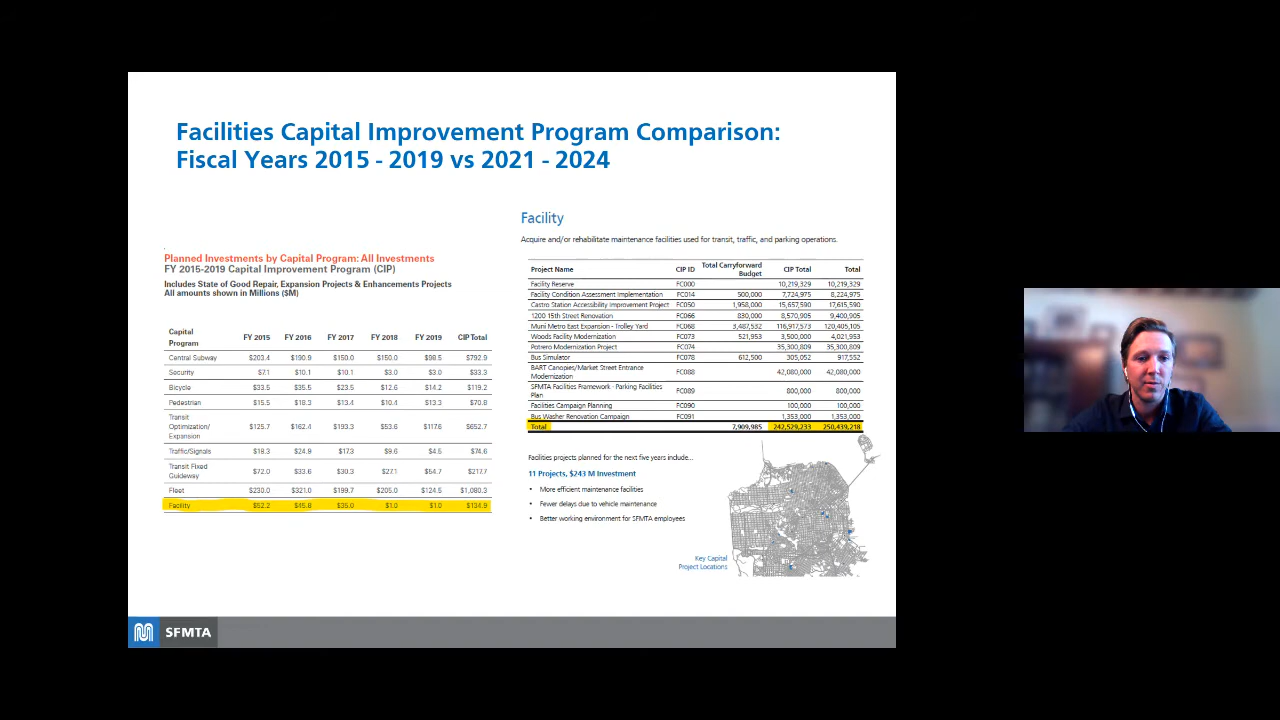 Facilities Capital Improvement Program Comparison:
Fiscal Years 2015 - 2019 vs 2021 - 2024
Planned Investments by Capital Program: All Investments
FY 2015-2019 Capital Improvement Program (CIP)
Includes State of Good Repair, Expansion Projects & Enhancements Projects
All amounts shown in Millions ($M)
Capital Program FY 2015 FY 2016 FY 2017 FY 2018 FY 2019 CIP Total
Central Subway $203.4 $190.9 $150.0 $150.0 $98.5 $792.9
Security $7.1 $10.1 $10.1 $3.0 $3.0 $33.3
Bicycle $33.5 $35.5 $23.5 $12.6 $14.2 $119.2
Pedestrian $15.5 $18.3 $13.4 $10.4 $13.3 $70.8
Transit
Optimization/
Expansion $125.7 $162.4 $193.3 $53.6 $117.6 $652.7
Traffic/Signals $18.3 $24.9 $17.3 $9.6 $4.5 $74.6
Transit Fixed
Guideway $72.0 $33.6 $30.3 $27.1 $54.7 $217.7
Fleet $230.0 $321.0 $199.7 $205.0 $124.5 $1,080.3
Facility $52.2 $45.8 $35.0 $1.0 $1.0 $134.9
Facility
Acquire and/or rehabilitate maintenance facilities used for transit, traffic, and parking operations.
Project Name CIP ID Total Carryforward Budget CIP Total Total
Facility Reserve FC000 10,219,329 10,219,329
Facility Condition Assessment Implementation FC014 500,000 7,724,975 8,224,975
Castro Station Accessibility Improvement Project FC050 1,958,000 15,657,590 17,615,590
1200 15th Street Renovation FC066 830,000 8,570,905 9,400,905
Muni Metro East Expansion - Trolley Yard FC068 3,487,532 116,917,573 120,405,105
Woods Facility Modernization FC073 521,953 3,500,000 4,021,953
Potrero Modernization Project FC074 35,300,809 35,300,809
Bus Simulator FC078 612,500 305,052 917,552
BART Canopies/Market Street Entrance
Modernization FC088 42,080,000 42,080,000
SFMTA Facilities Framework - Parking Facilities
Plan FC089 800,000 800,000
Facilities Campaign Planning FC090 100,000 100,000
Bus Washer Renovation Campaign FC091 1,353,000 1,353,000
Total 7,909,985 242,529,233 250,439,218
Facilities projects planned for the next five years include...
11 Projects, $243 M Investment
• More efficient maintenance facilities
• Fewer delays due to vehicle maintenance
• Better working environment for SFMTA employees
Key Capital
Project Locations
SFMTA